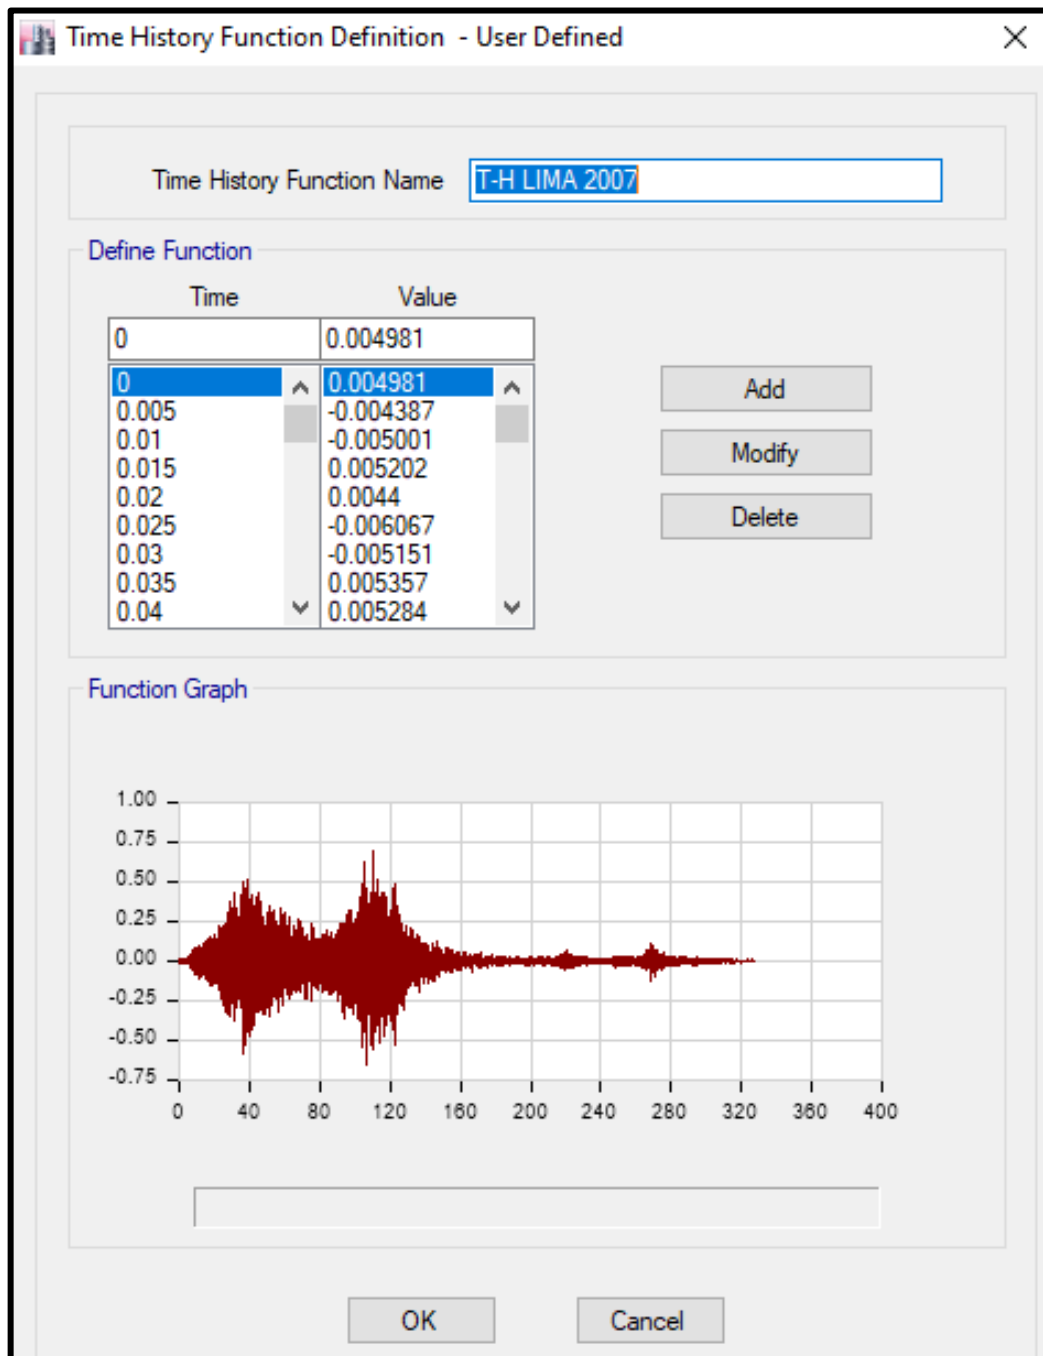 Time History Function Definition - User Defined
Time History Function Name T-H LIMA 2007
Define Function
Time Value
0 0.004981
0 0.004981
0.005 -0.004387
0.01 -0.005001
0.015 0.005202
0.02 0.0044
0.025 -0.006067
0.03 -0.005151
0.035 0.005357
0.04 0.005284
Add
Modify
Delete
Function Graph
1.00
0.75
0.50
0.25
0.00
-0.25
-0.50
-0.75
0 40 80 120 160 200 240 280 320 360 400
OK Cancel